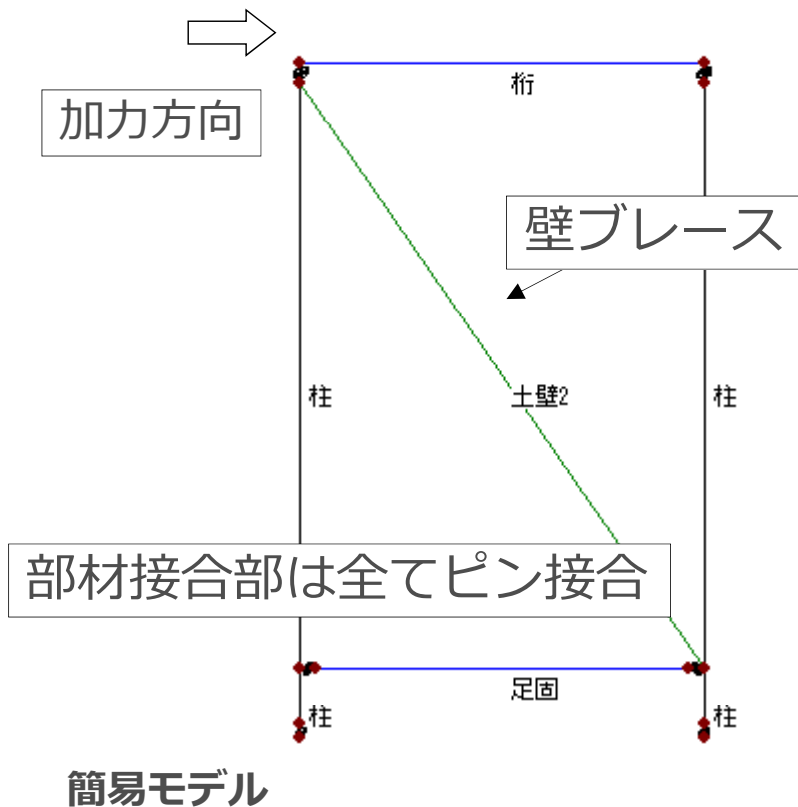 加力方向
桁
壁ブレース
柱
土壁2
柱
部材接合部は全てピン接合
足固
柱
柱
簡易モデル